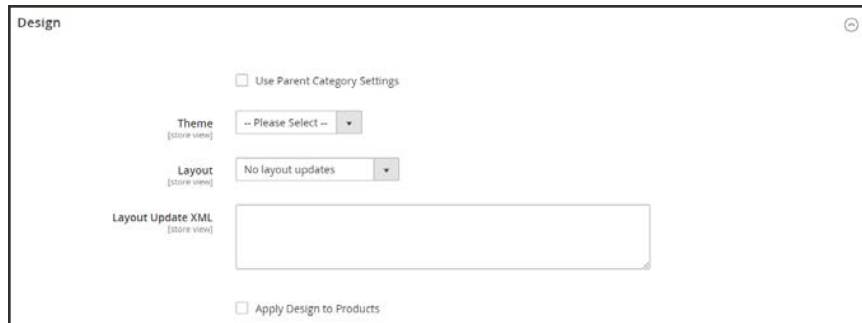 Design
Use Parent Category Settings
Theme
-- Please Select --
[store view]
Layout
No layout updates
[store view]
Layout Update XML
[store view]
Apply Design to Products